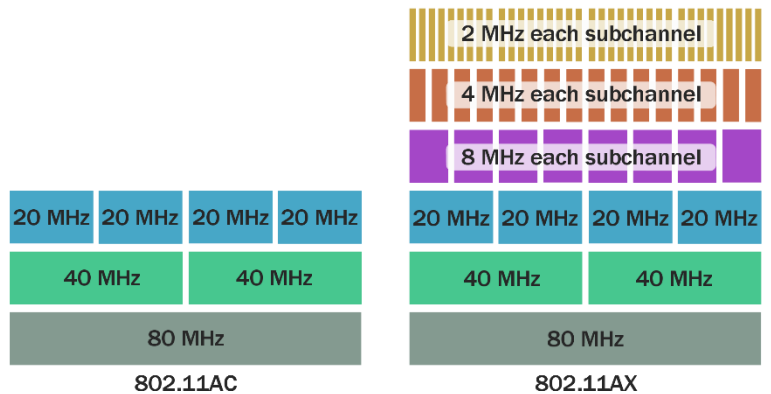 2 MHz each subchannel
4 MHz each subchannel
8 MHz each subchannel
20 MHz 20 MHz 20 MHz 20 MHz
20 MHz 20 MHz 20 MHz 20 MHz
40 MHz 40 MHz
40 MHz 40 MHz
80 MHz
80 MHz
802.11AC
802.11AX